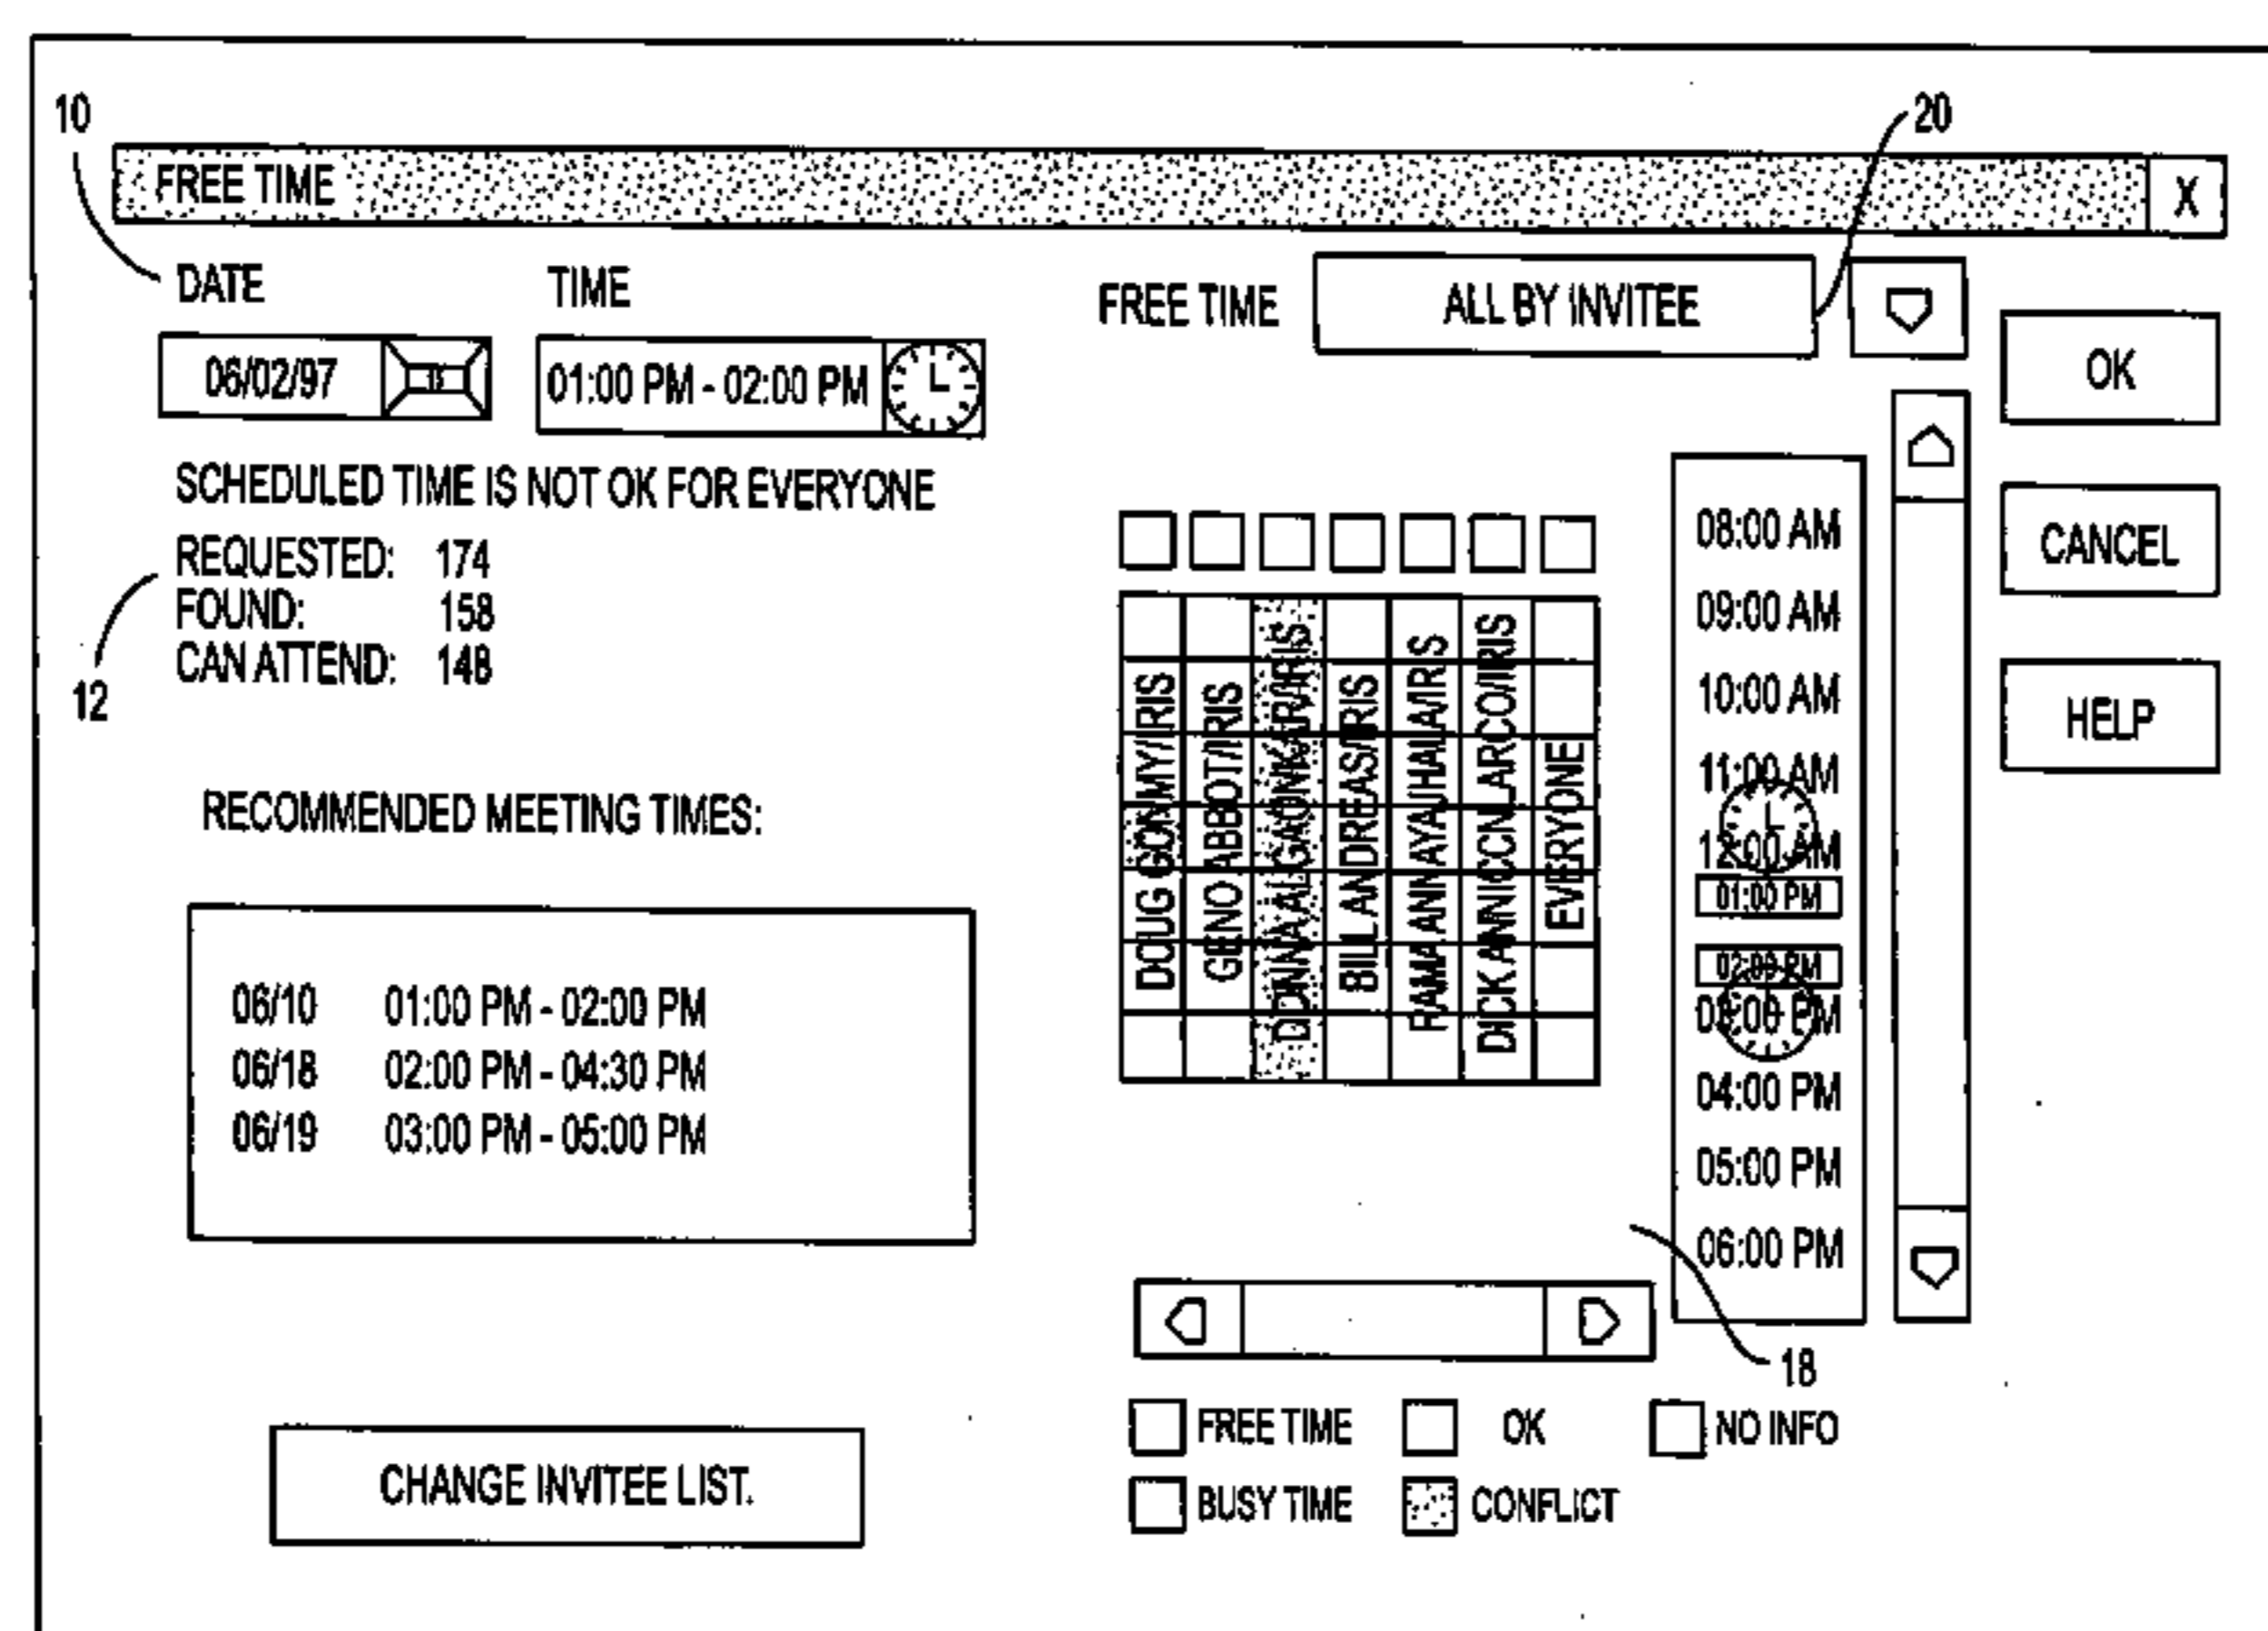 10
20
FREE TIME
X
DATE TIME
FREE TIME ALL BY INVITEE
06/02/97 01:00 PM - 02:00 PM
OK
SCHEDULED TIME IS NOT OK FOR EVERYONE
REQUESTED: 174
FOUND: 158
CAN ATTEND: 148
12
CANCEL
HELP
DOUG
GENO ABBOT/IRIS
BILL ANDREAS/IRIS
EVERYONE
08:00 AM
09:00 AM
10:00 AM
11:00 AM
12:00 AM
01:00 PM
02:00 PM
PM
04:00 PM
05:00 PM
06:00 PM
RECOMMENDED MEETING TIMES:
06/10 01:00 PM - 02:00 PM
06/18 02:00 PM - 04:30 PM
06/19 03:00 PM - 05:00 PM
18
CHANGE INVITEE LIST.
FREE TIME OK NO INFO
BUSY TIME CONFLICT